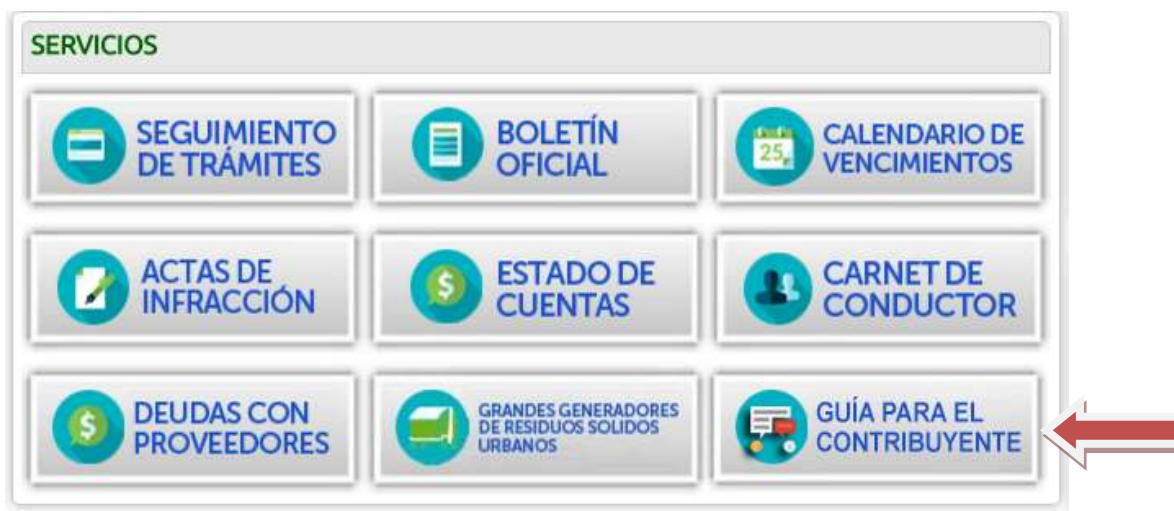 SERVICIOS
SEGUIMIENTO
DE TRÁMITES
BOLETÍN
OFICIAL
25
CALENDARIO DE
VENCIMIENTOS
ACTAS DE
INFRACCIÓN
$
ESTADO DE
CUENTAS
CARNET DE
CONDUCTOR
$
DEUDAS CON
PROVEEDORES
GRANDES GENERADORES
DE RESIDUOS SOLIDOS
URBANOS
GUÍA PARA EL
CONTRIBUYENTE